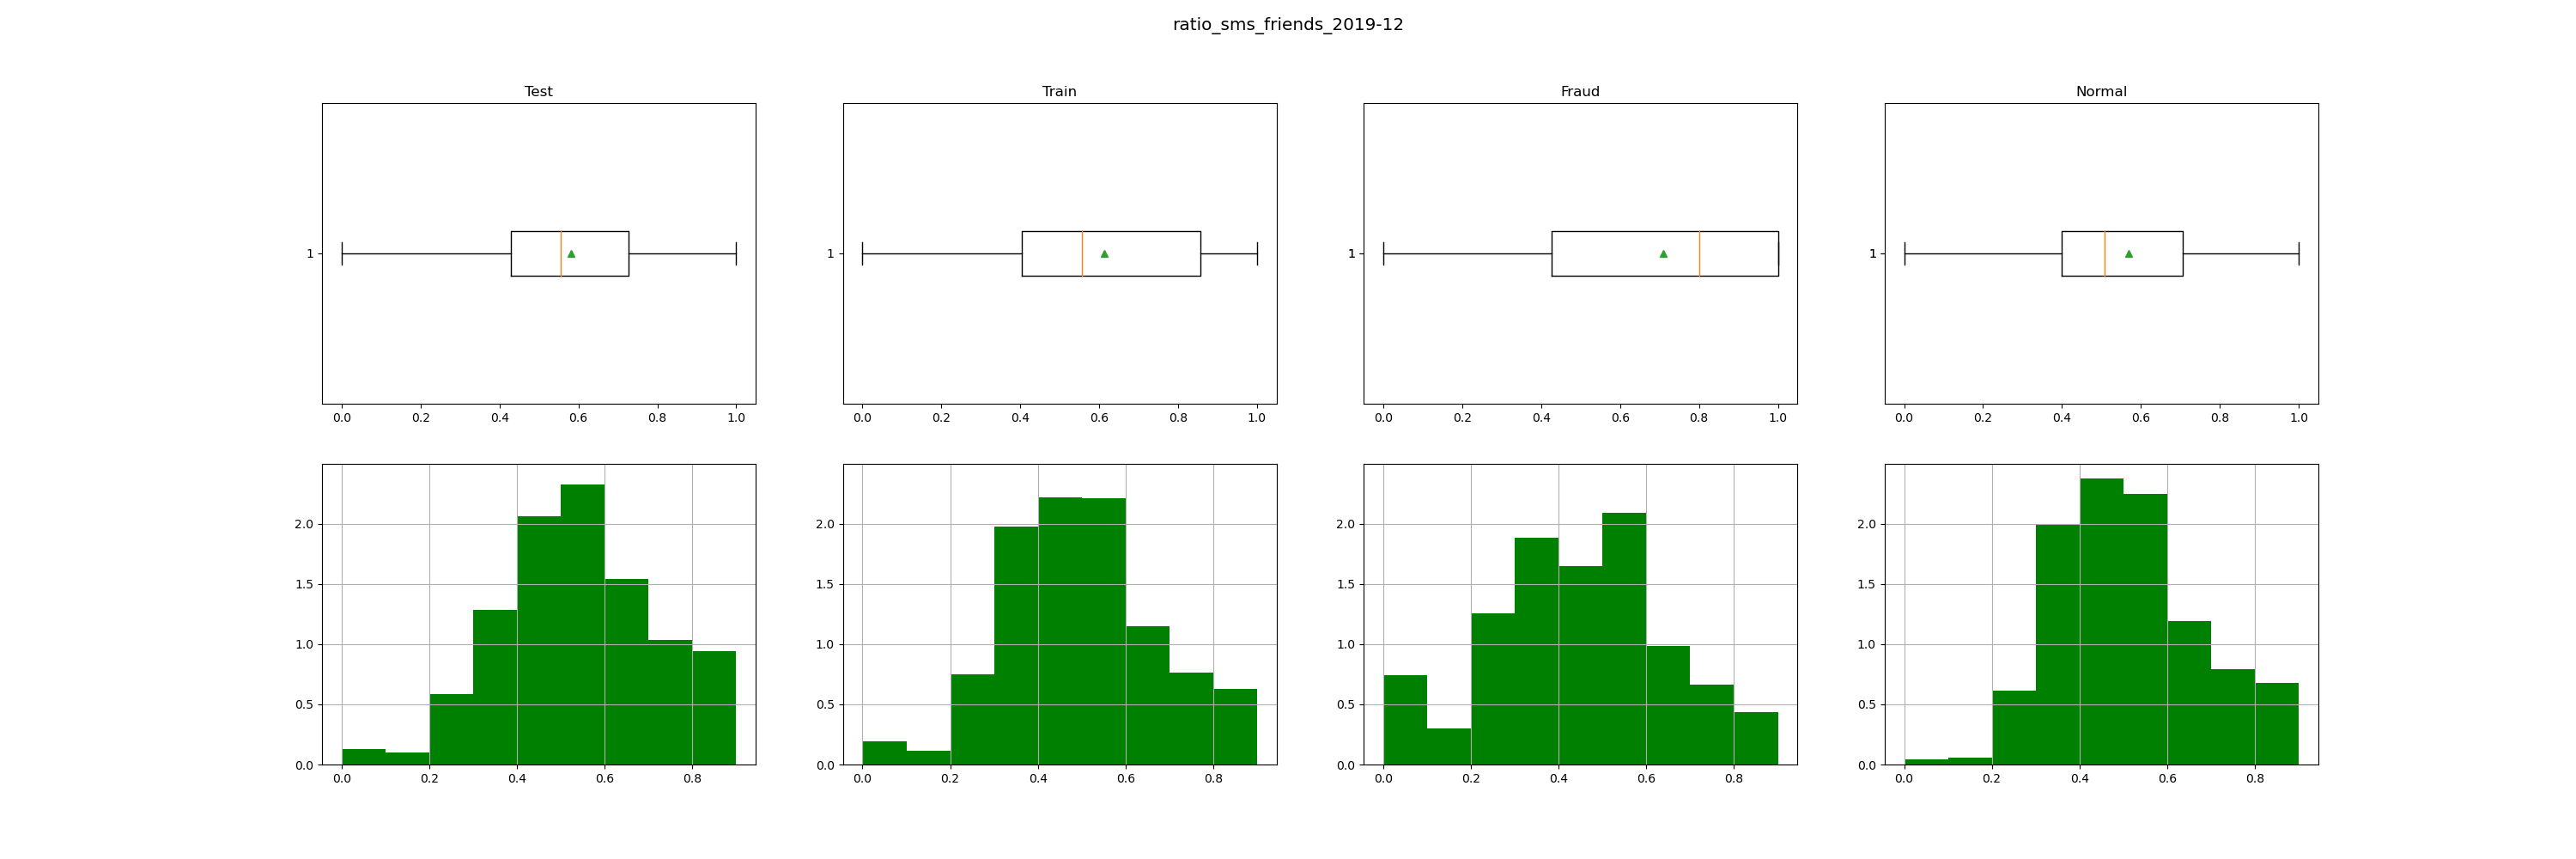 ratio_sms_friends_2019-12
Test Train Fraud Normal
1 1 1 1
0.0 0.2 0.4 0.6 0.8 1.0 0.0 0.2 0.4 0.6 0.8 1.0 0.0 0.2 0.4 0.6 0.8 1.0 0.0 0.2 0.4 0.6 0.8 1.0
2.0 2.0 2.0 2.0
1.5 1.5 1.5 1.5
1.0 1.0 1.0 1.0
0.5 0.5 0.5 0.5
0.0 0.0 0.0 0.0
0.0 0.2 0.4 0.6 0.8 0.0 0.2 0.4 0.6 0.8 0.0 0.2 0.4 0.6 0.8 0.0 0.2 0.4 0.6 0.8